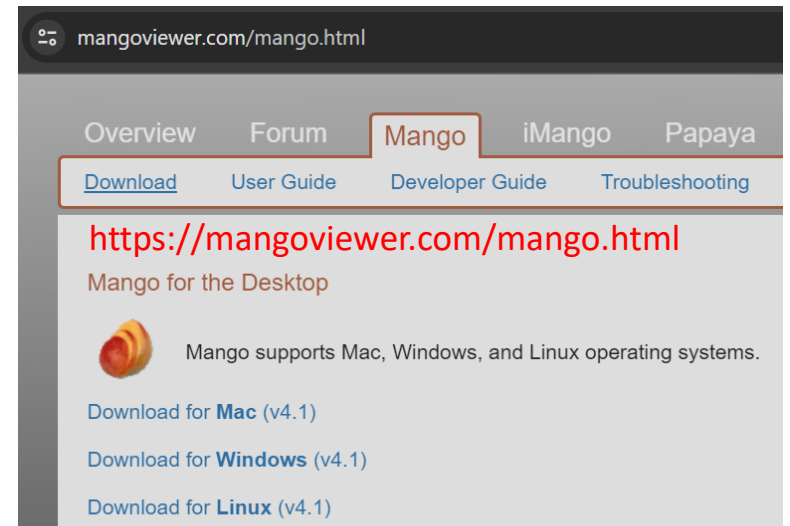 mangoviewer.com/mango.html
Overview Forum Mango iMango Papaya
Download User Guide Developer Guide Troubleshooting
https://mangoviewer.com/mango.html
Mango for the Desktop
Mango supports Mac, Windows, and Linux operating systems.
Download for Mac (v4.1)
Download for Windows (v4.1)
Download for Linux (v4.1)